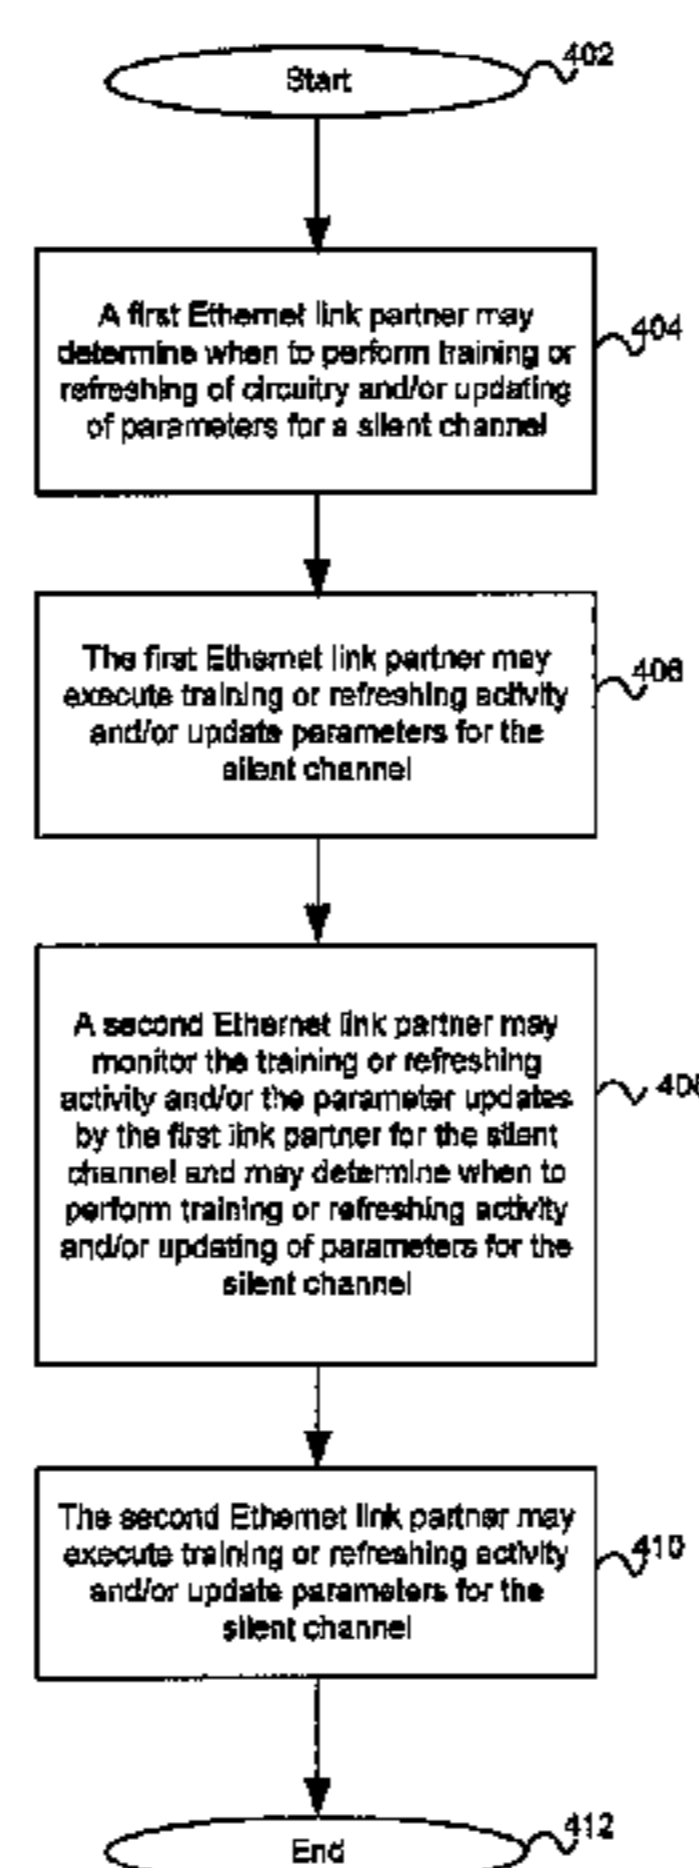 Start
402
A first Ethernet link partner may
determine when to perform training or
refreshing of circuitry and/or updating
of parameters for a silent channel
404
The first Ethernet link partner may
execute training or refreshing activity
and/or update parameters for the
silent channel
406
A second Ethernet link partner may
monitor the training or refreshing
activity and/or the parameter updates
by the first link partner for the silent
channel and may determine when to
perform training or refreshing activity
and/or updating of parameters for the
silent channel
408
The second Ethernet link partner may
execute training or refreshing activity
and/or update parameters for the
silent channel
410
End
412